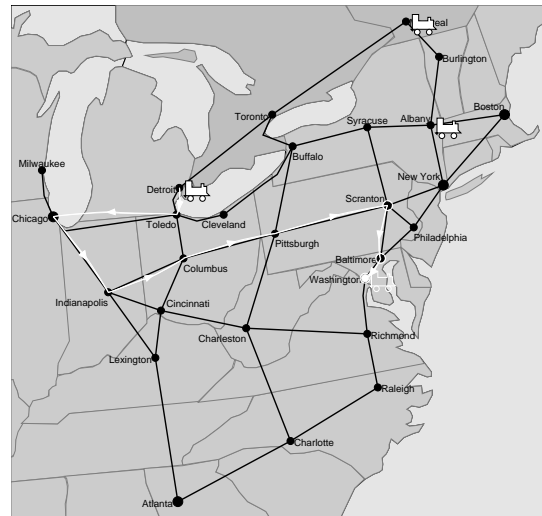 eal
Burlington
Boston
Toronto
Syracuse
Albany
Buffalo
Milwaukee
Detroit
New York
Scranton
Chicago
Toledo
Cleveland
Philadelphia
Pittsburgh
Baltimore
Columbus
Washington
Indianapolis
Cincinnati
Charleston
Richmond
Lexington
Raleigh
Charlotte
Atlanta